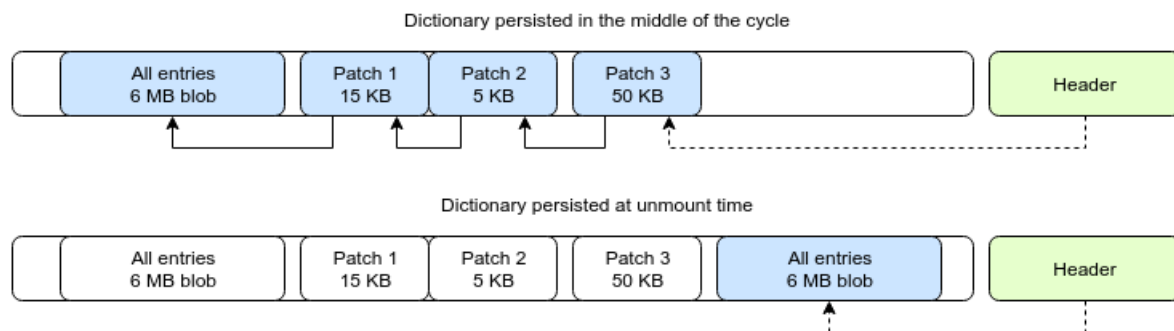 Dictionary persisted in the middle of the cycle
All entries
6 MB blob
Patch 1
15 KB
Patch 2
5 KB
Patch 3
50 KB
Header
Dictionary persisted at unmount time
All entries
6 MB blob
Patch 1
15 KB
Patch 2
5 KB
Patch 3
50 KB
All entries
6 MB blob
Header